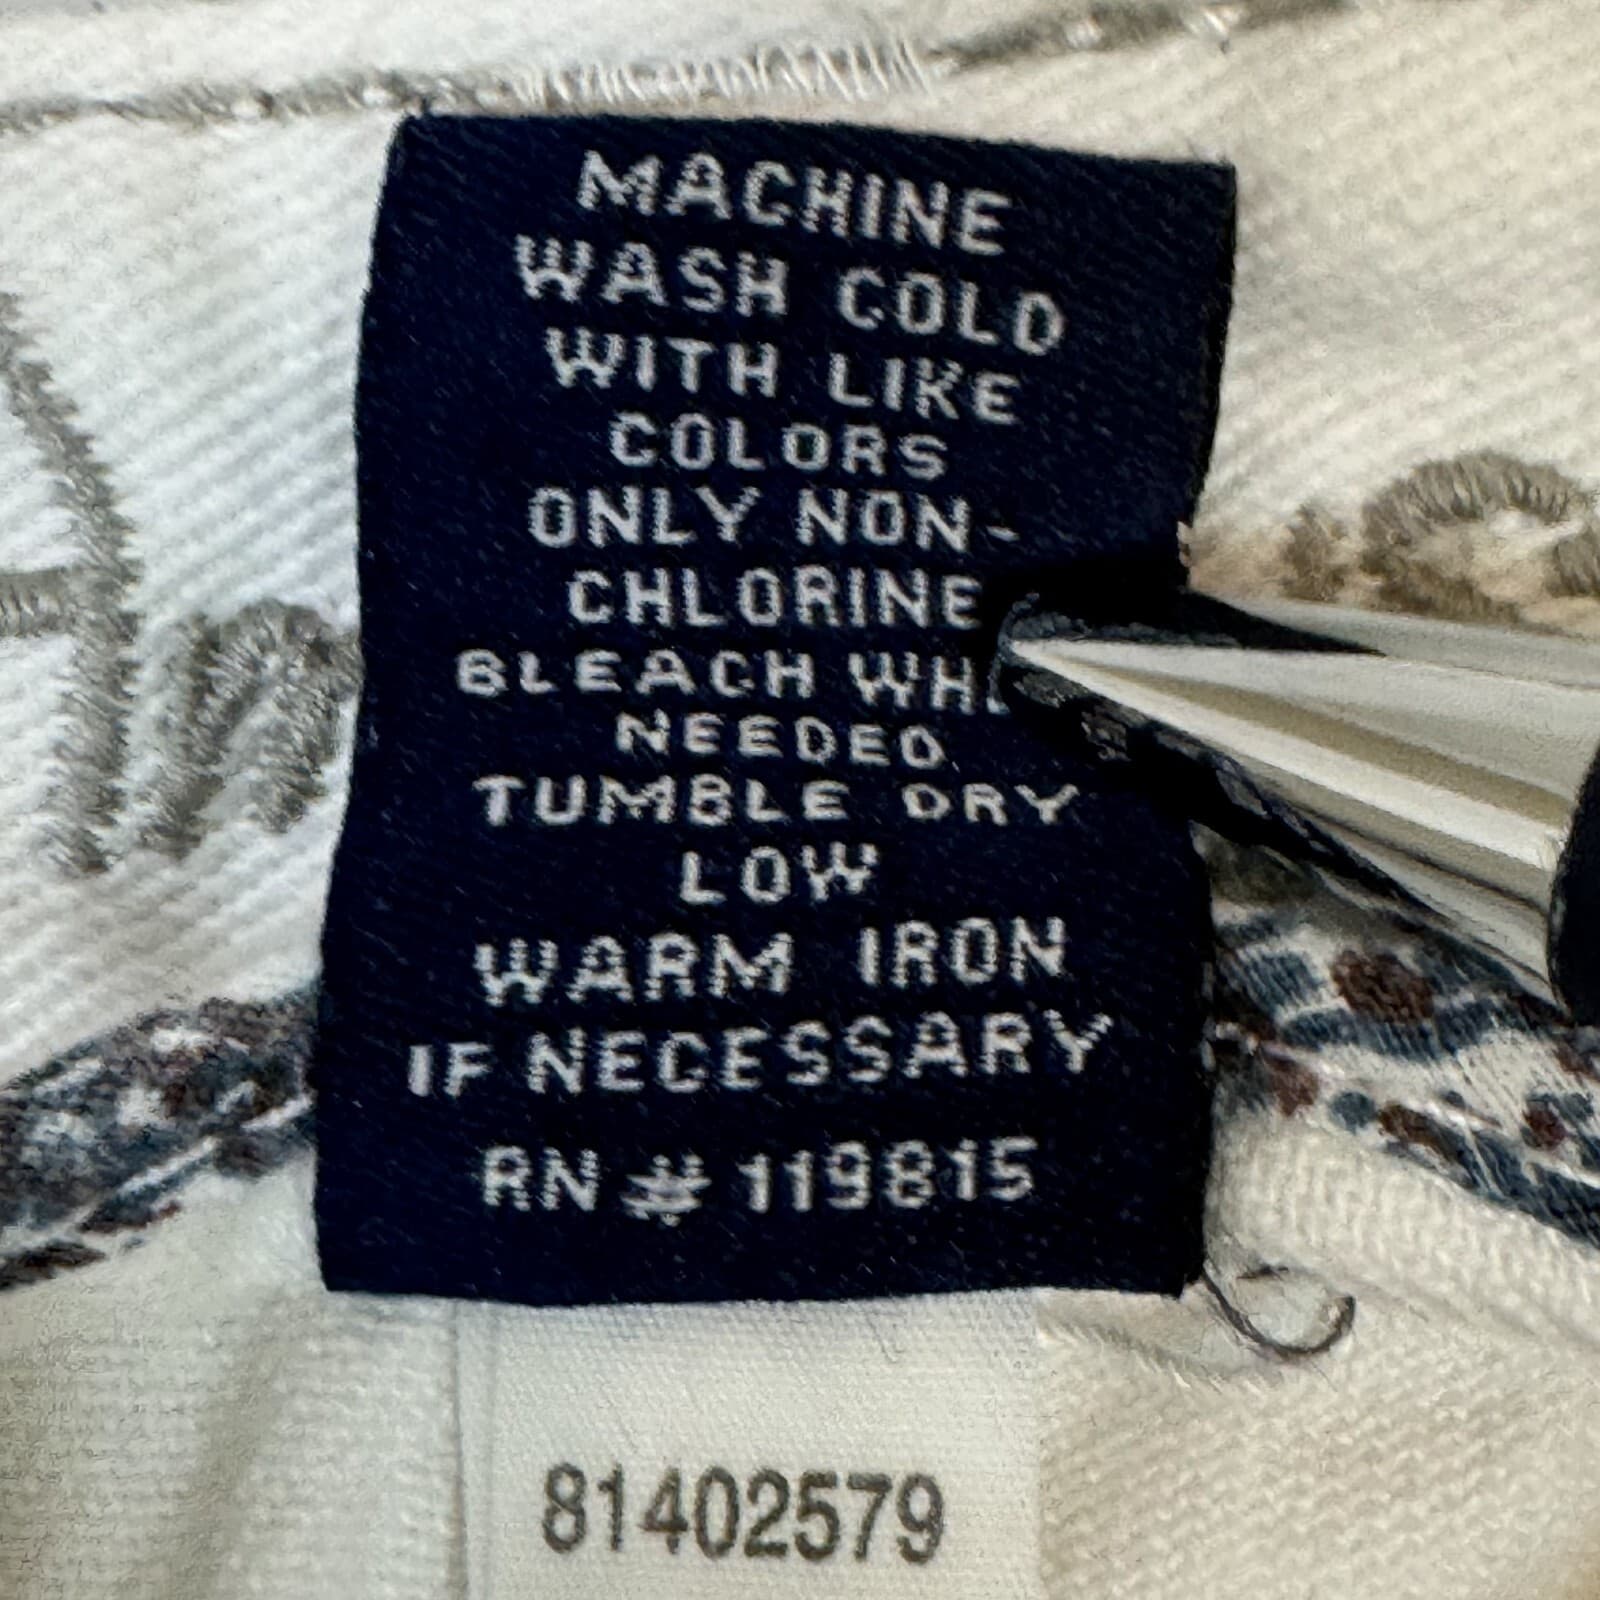 MACHINE
WASH COLD
WITH LIKE
COLORS
ONLY NON-
CHLORINE
BLEACH
NEEDED
TUMBLE DRY
LOW
WARM IRON
IF NECESSARY
RN # 119815
81402579